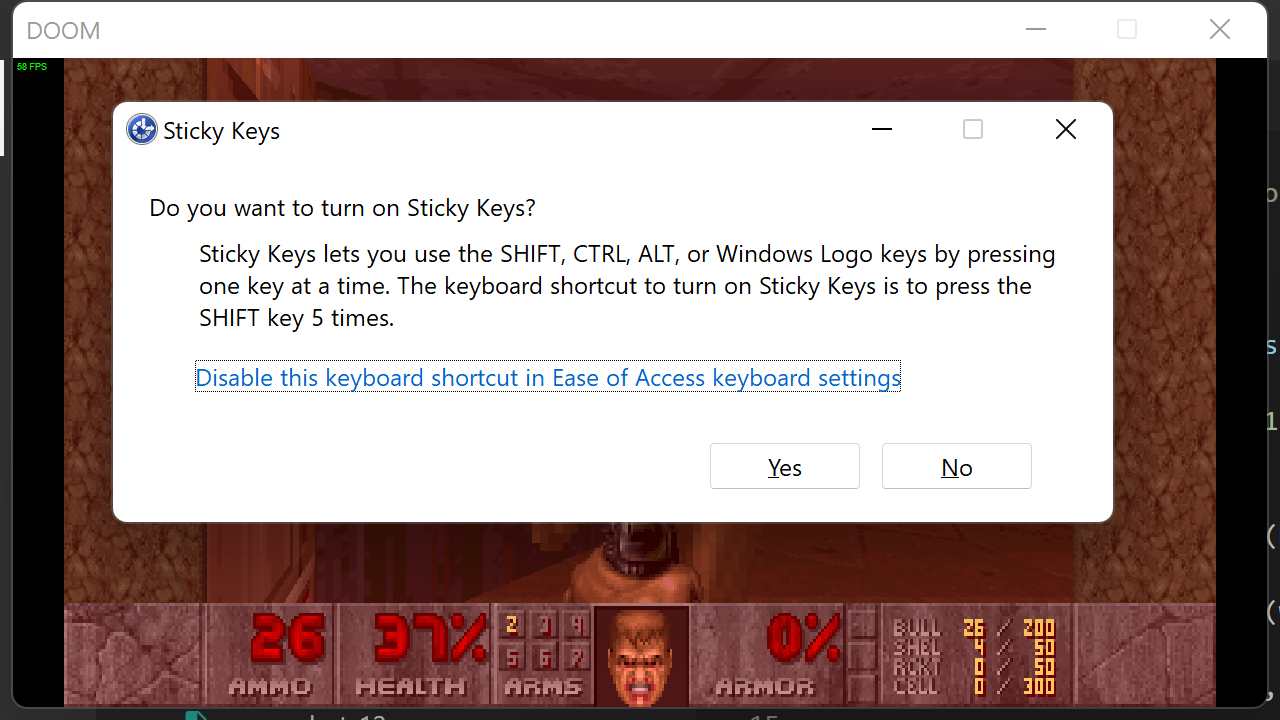 DOOM
58 FPS
Sticky Keys
Do you want to turn on Sticky Keys?
Sticky Keys lets you use the SHIFT, CTRL, ALT, or Windows Logo keys by pressing
one key at a time. The keyboard shortcut to turn on Sticky Keys is to press the
SHIFT key 5 times.
Disable this keyboard shortcut in Ease of Access keyboard settings
Yes No
26 37% 2 3 4 0% BULL 26 / 200
SHEL 4 / 50
5 6 7 RCKT 0 / 50
AMMO HEALTH ARMS ARMOR CELL 0 / 300